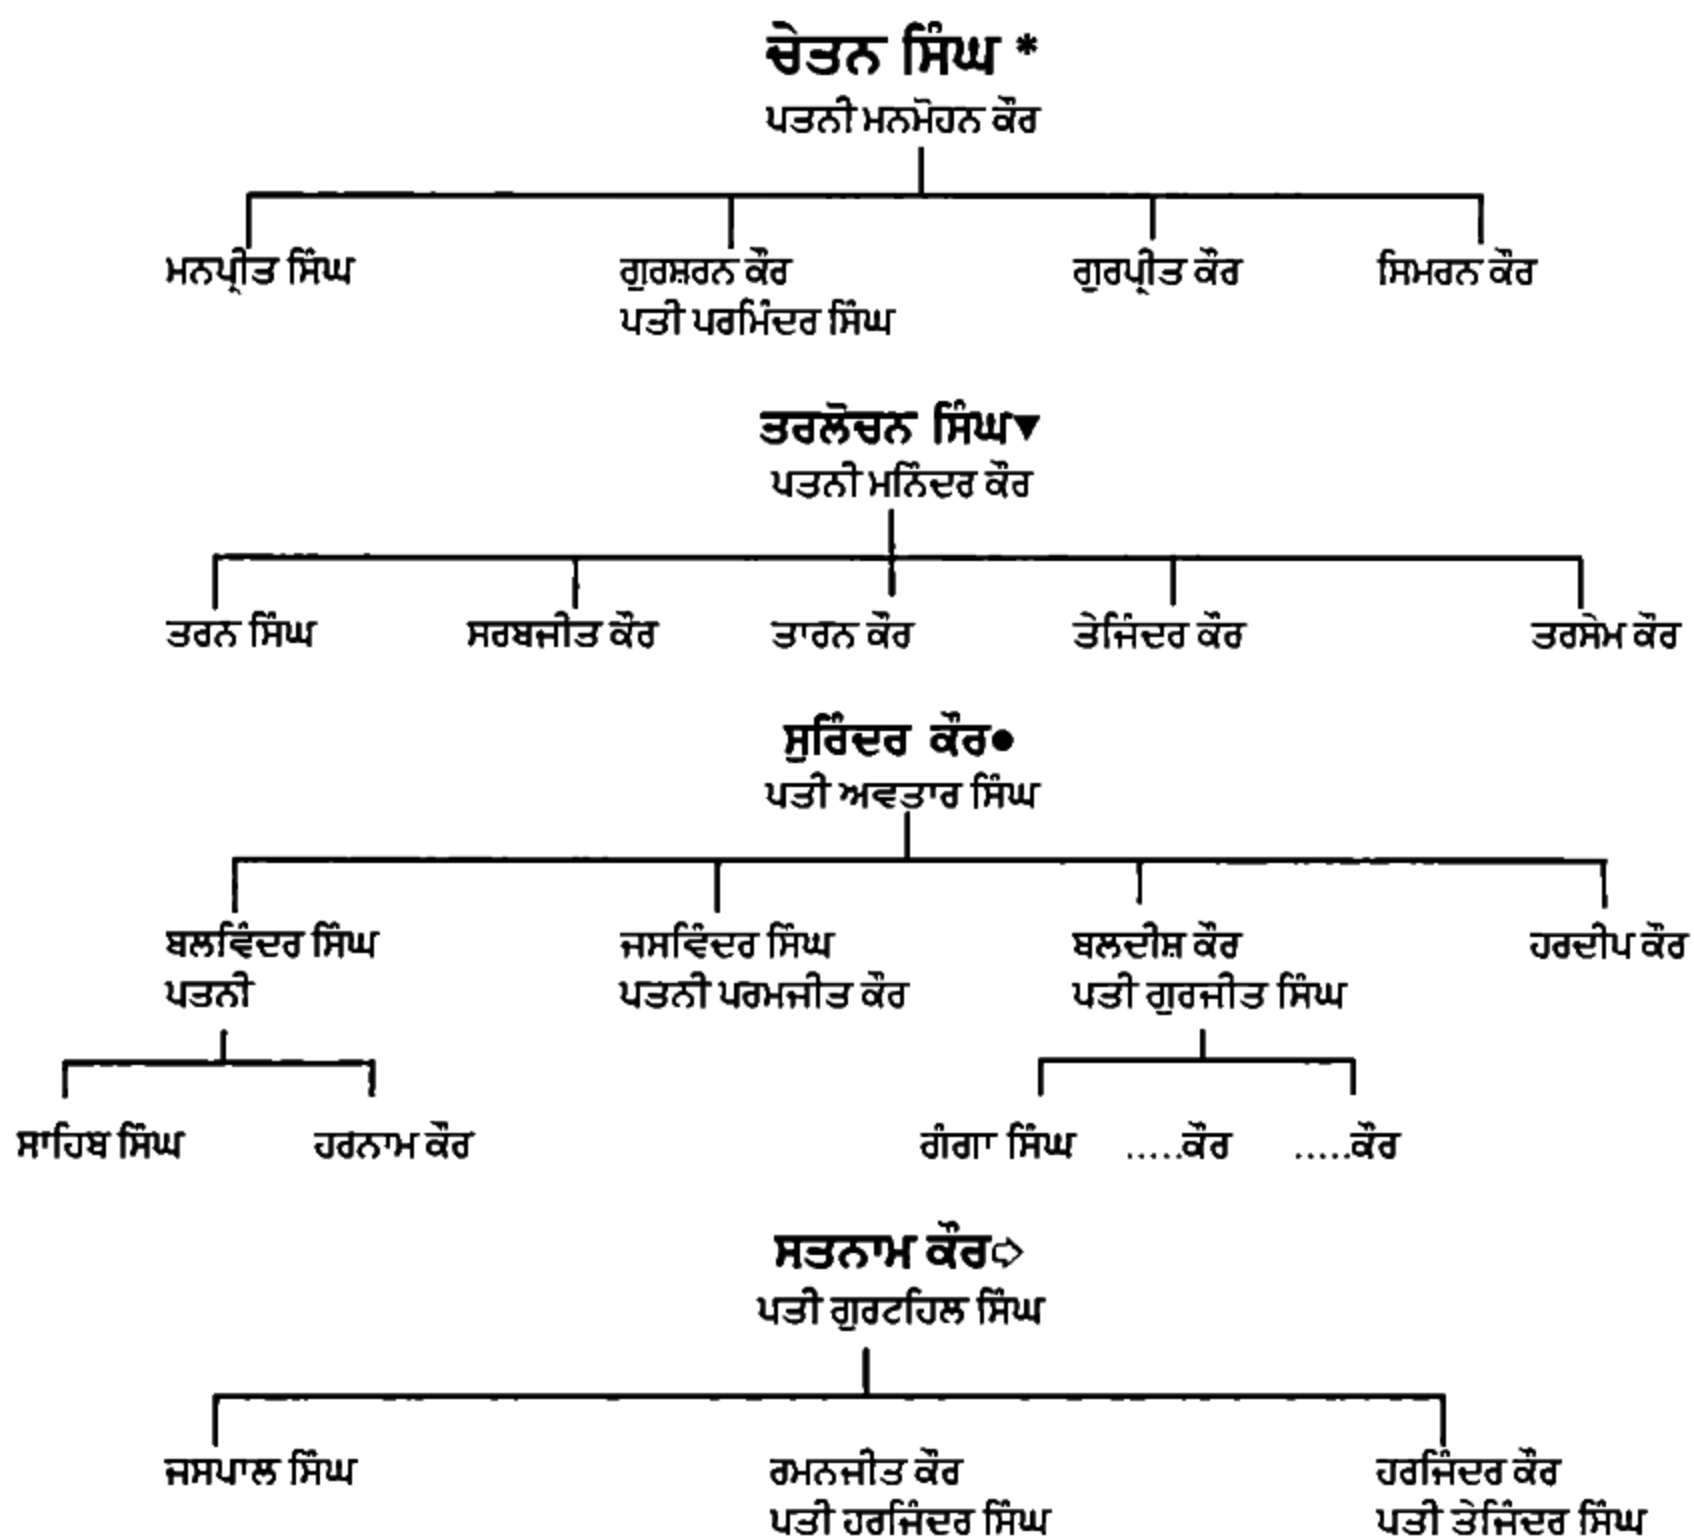 ਚੇਤਨ ਸਿੰਘ *
ਪਤਨੀ ਮਨਮੋਹਨ ਕੌਰ
ਮਨਪ੍ਰੀਤ ਸਿੰਘ ਗੁਰਸ਼ਰਨ ਕੌਰ ਗੁਰਪ੍ਰੀਤ ਕੌਰ ਸਿਮਰਨ ਕੌਰ
ਪਤੀ ਪਰਮਿੰਦਰ ਸਿੰਘ
ਤਰਲੋਚਨ ਸਿੰਘ▼
ਪਤਨੀ ਮਨਿੰਦਰ ਕੌਰ
ਤਰਨ ਸਿੰਘ ਸਰਬਜੀਤ ਕੌਰ ਤਾਰਨ ਕੌਰ ਤੇਜਿੰਦਰ ਕੌਰ ਤਰਸੇਮ ਕੌਰ
ਸੁਰਿੰਦਰ ਕੌਰ●
ਪਤੀ ਅਵਤਾਰ ਸਿੰਘ
ਬਲਵਿੰਦਰ ਸਿੰਘ ਜਸਵਿੰਦਰ ਸਿੰਘ ਬਲਦੀਸ਼ ਕੌਰ ਹਰਦੀਪ ਕੌਰ
ਪਤਨੀ ਪਤਨੀ ਪਰਮਜੀਤ ਕੌਰ ਪਤੀ ਗੁਰਜੀਤ ਸਿੰਘ
ਸਾਹਿਬ ਸਿੰਘ ਹਰਨਾਮ ਕੌਰ ਗੰਗਾ ਸਿੰਘ .....ਕੌਰ .....ਕੌਰ
ਸਤਨਾਮ ਕੌਰ➪
ਪਤੀ ਗੁਰਟਹਿਲ ਸਿੰਘ
ਜਸਪਾਲ ਸਿੰਘ ਰਮਨਜੀਤ ਕੌਰ ਹਰਜਿੰਦਰ ਕੌਰ
ਪਤੀ ਹਰਜਿੰਦਰ ਸਿੰਘ ਪਤੀ ਤੇਜਿੰਦਰ ਸਿੰਘ